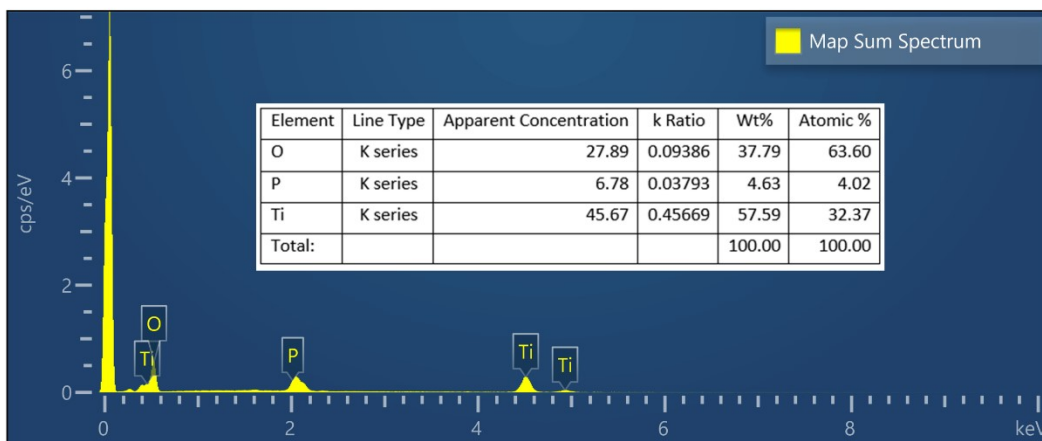 Map Sum Spectrum
6
4
2
0
cps/eV
Element Line Type Apparent Concentration k Ratio Wt% Atomic %
O K series 27.89 0.09386 37.79 63.60
P K series 6.78 0.03793 4.63 4.02
Ti K series 45.67 0.45669 57.59 32.37
Total: 100.00 100.00
O
Ti
P
Ti
Ti
0 2 4 6 8 keV